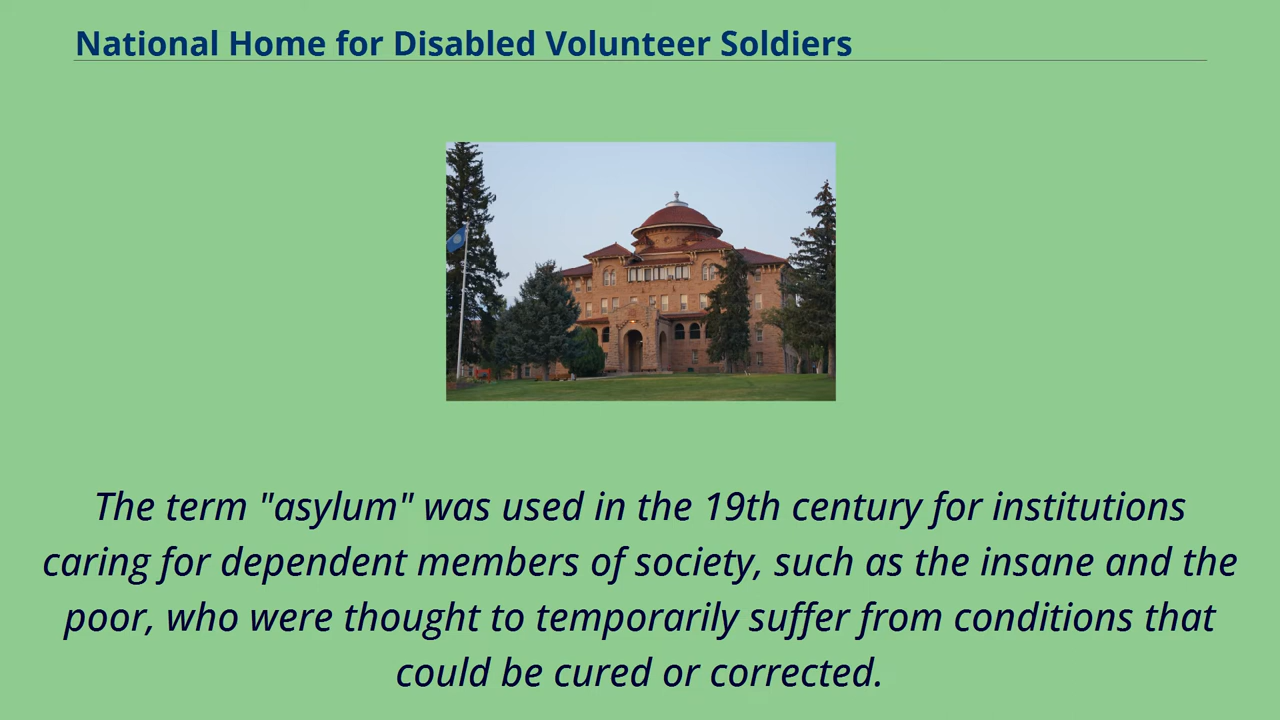 National Home for Disabled Volunteer Soldiers
The term "asylum" was used in the 19th century for institutions
caring for dependent members of society, such as the insane and the
poor, who were thought to temporarily suffer from conditions that
could be cured or corrected.